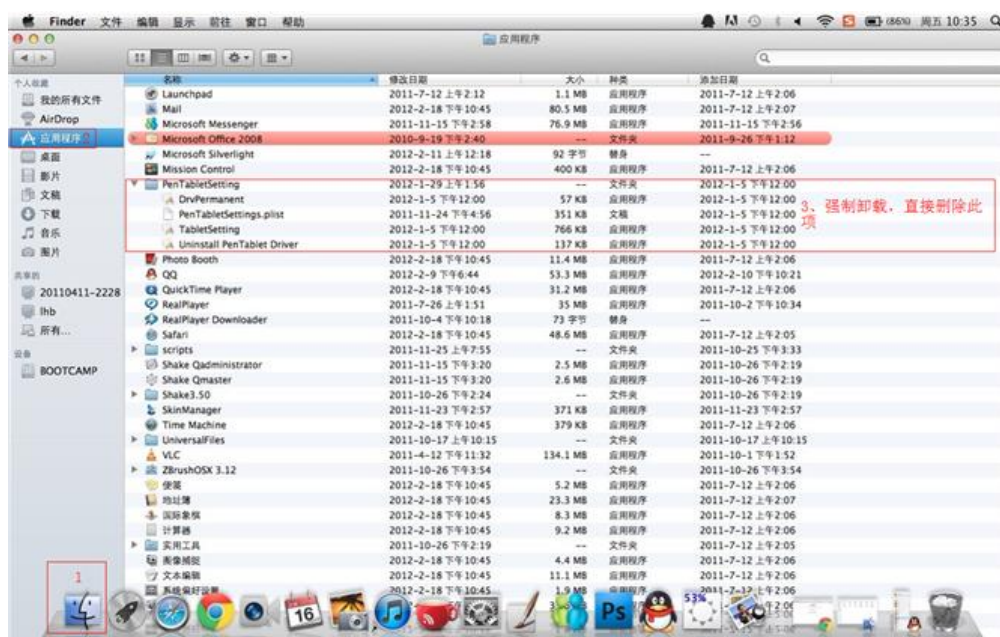 Finder 文件 编辑 显示 前往 窗口 帮助 (86%) 周五 10:35
应用程序
名称 修改日期 大小 种类 添加日期
个人收藏
我的所有文件
AirDrop
应用程序 2
桌面
影片
文稿
下载
音乐
图片
共享的
20110411-2228
lhb
所有...
设备
BOOTCAMP
Launchpad 2011-7-12 上午2:12 1.1 MB 应用程序 2011-7-12 上午2:06
Mail 2012-2-18 下午10:45 80.5 MB 应用程序 2011-7-12 上午2:07
Microsoft Messenger 2011-11-15 下午2:58 76.9 MB 应用程序 2011-11-15 下午2:56
Microsoft Office 2008 2010-9-19 下午2:40 -- 文件夹 2011-9-26 下午1:12
Microsoft Silverlight 2012-2-11 上午12:18 92 字节 替身 --
Mission Control 2012-2-18 下午10:45 400 KB 应用程序 2011-7-12 上午2:06
PenTabletSetting 2012-1-29 上午1:56 -- 文件夹 2012-1-5 下午12:00
DrvPermanent 2012-1-5 下午12:00 57 KB 应用程序 2012-1-5 下午12:00
PenTabletSettings.plist 2011-11-24 下午4:56 351 KB 文稿 2012-1-5 下午12:00
TabletSetting 2012-1-5 下午12:00 766 KB 应用程序 2012-1-5 下午12:00
Uninstall PenTablet Driver 2012-1-5 下午12:00 137 KB 应用程序 2012-1-5 下午12:00
3、强制卸载，直接删除此
项
Photo Booth 2012-2-18 下午10:45 11.4 MB 应用程序 2011-7-12 上午2:06
QQ 2012-2-9 下午6:44 53.3 MB 应用程序 2012-2-10 下午10:21
QuickTime Player 2012-2-18 下午10:45 31.2 MB 应用程序 2011-7-12 上午2:06
RealPlayer 2011-7-26 上午1:51 35 MB 应用程序 2011-10-2 下午10:34
RealPlayer Downloader 2011-10-4 下午10:18 73 字节 替身 --
Safari 2012-2-18 下午10:45 48.6 MB 应用程序 2011-7-12 上午2:05
scripts 2011-11-25 上午7:55 -- 文件夹 2011-10-25 下午3:33
Shake Qadministrator 2011-11-15 下午3:20 2.5 MB 应用程序 2011-10-26 下午2:19
Shake Qmaster 2011-11-15 下午3:20 2.6 MB 应用程序 2011-10-26 下午2:19
Shake3.50 2011-10-26 下午2:24 -- 文件夹 2011-10-26 下午2:19
SkinManager 2011-11-23 下午2:57 371 KB 应用程序 2011-11-23 下午2:57
Time Machine 2012-2-18 下午10:45 379 KB 应用程序 2011-7-12 上午2:06
UniversalFiles 2011-10-17 上午10:15 -- 文件夹 2011-10-17 上午10:15
VLC 2011-4-12 下午11:32 134.1 MB 应用程序 2011-10-1 下午1:52
ZBrushOSX 3.12 2011-10-26 下午3:54 -- 文件夹 2011-10-26 下午3:54
便笺 2012-2-18 下午10:45 5.2 MB 应用程序 2011-7-12 上午2:06
地址簿 2012-2-18 下午10:45 23.3 MB 应用程序 2011-7-12 上午2:07
国际象棋 2012-2-18 下午10:45 8.3 MB 应用程序 2011-7-12 上午2:06
计算器 2012-2-18 下午10:45 9.2 MB 应用程序 2011-7-12 上午2:06
实用工具 2011-10-26 下午2:19 -- 文件夹 2011-7-12 上午2:05
图像捕捉 2012-2-18 下午10:45 4.4 MB 应用程序 2011-7-12 上午2:06
文本编辑 2012-2-18 下午10:45 11.1 MB 应用程序 2011-7-12 上午2:06
系统偏好设置 2012-2-18 下午10:45 1.9 MB 应用程序 2011-7-12 上午2:06
1
16
Ps
53%